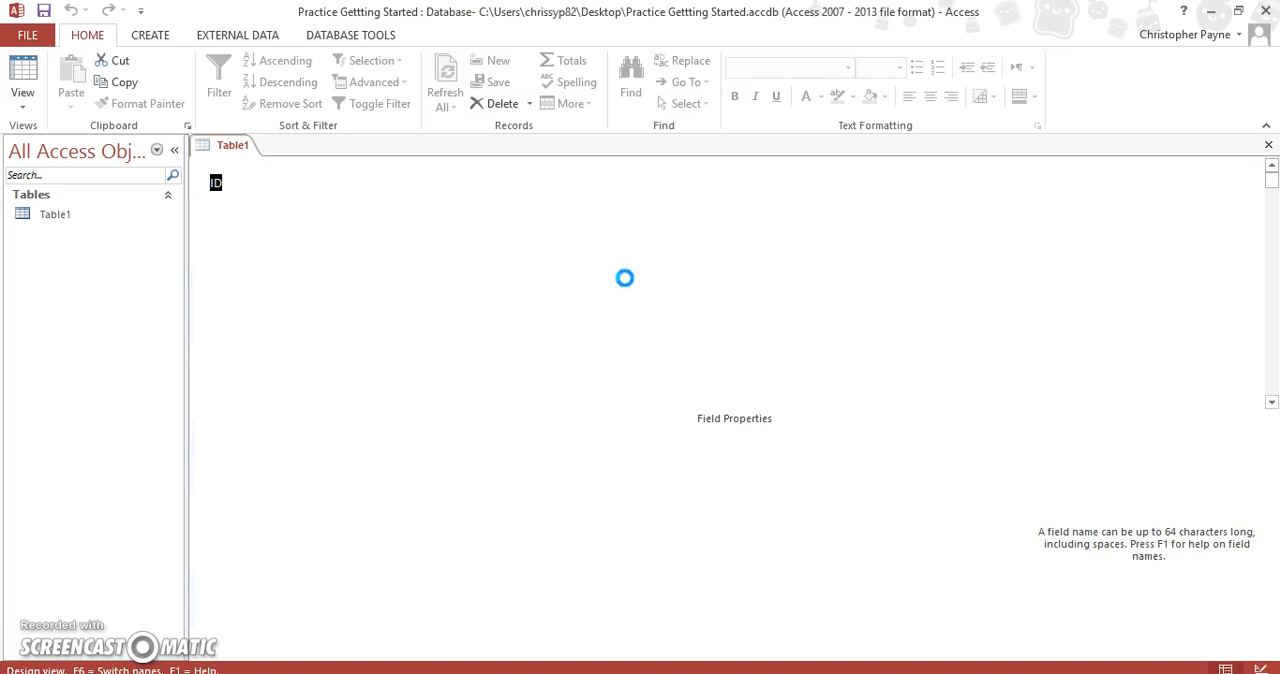 Practice Gettting Started : Database- C:\Users\chrissyp82\Desktop\Practice Gettting Started.accdb (Access 2007 - 2013 file format) - Access
?
FILE HOME CREATE EXTERNAL DATA DATABASE TOOLS
Christopher Payne
View
Views
Paste
Cut
Copy
Format Painter
Clipboard
Filter
Ascending
Descending
Remove Sort
Selection
Advanced
Toggle Filter
Sort & Filter
Refresh
All
New
Save
Delete
Totals
Spelling
More
Records
Find
Replace
Go To
Select
Find
B I U A
Text Formatting
All Access Obj...
Search...
Tables
Table1
Table1
ID
Field Properties
A field name can be up to 64 characters long,
including spaces. Press F1 for help on field
names.
Recorded with
SCREENCAST MATIC
Design view. F6 = Switch panes. F1 = Help.